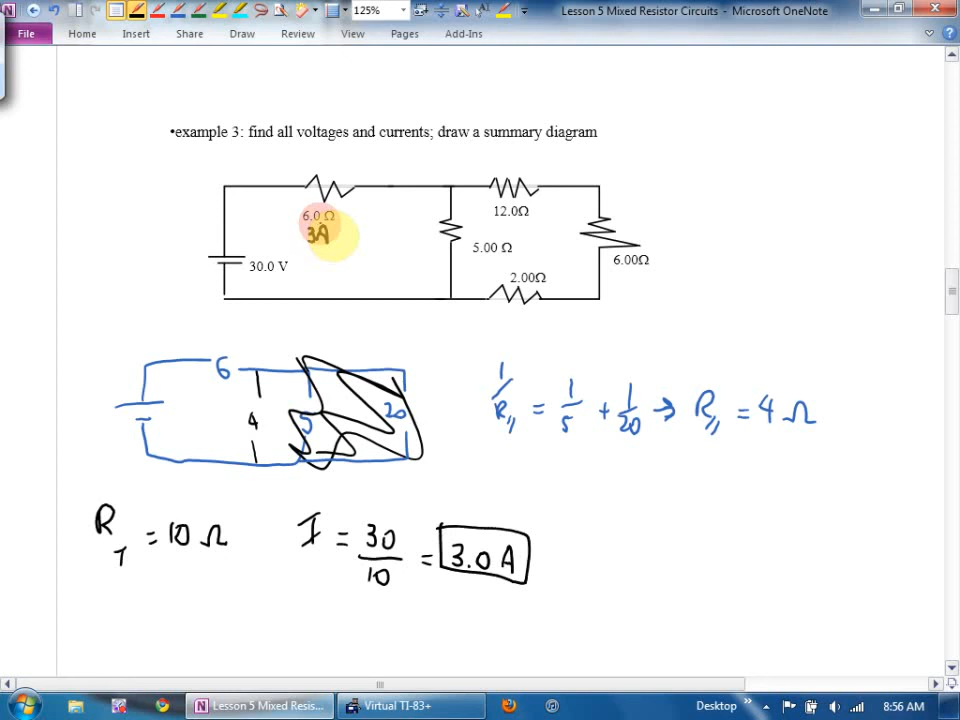 125%
Lesson 5 Mixed Resistor Circuits - Microsoft OneNote
File Home Insert Share Draw Review View Pages Add-Ins
•example 3: find all voltages and currents; draw a summary diagram
6.0 Ω
3A
12.0Ω
5.00 Ω
30.0 V
6.00Ω
2.00Ω
6
4
5
20
1/R// = 1/5 + 1/20 → R// = 4 Ω
R_T = 10 Ω
I = 30/10 = 3.0 A
Lesson 5 Mixed Resis... Virtual TI-83+ Desktop 8:56 AM